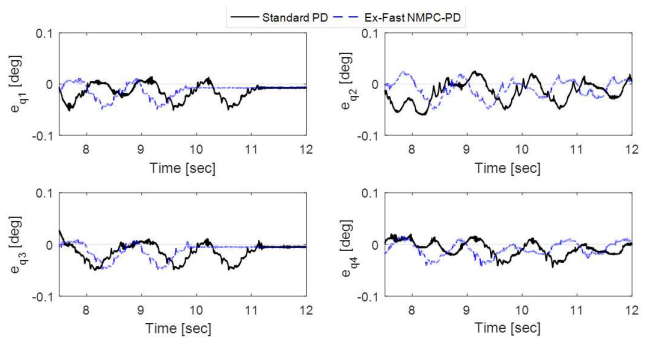 Standard PD Ex-Fast NMPC-PD
0.1 0 -0.1
e_q1 [deg]
8 9 10 11 12
Time [sec]
0.1 0 -0.1
e_q2 [deg]
8 9 10 11 12
Time [sec]
0.1 0 -0.1
e_q3 [deg]
8 9 10 11 12
Time [sec]
0.1 0 -0.1
e_q4 [deg]
8 9 10 11 12
Time [sec]